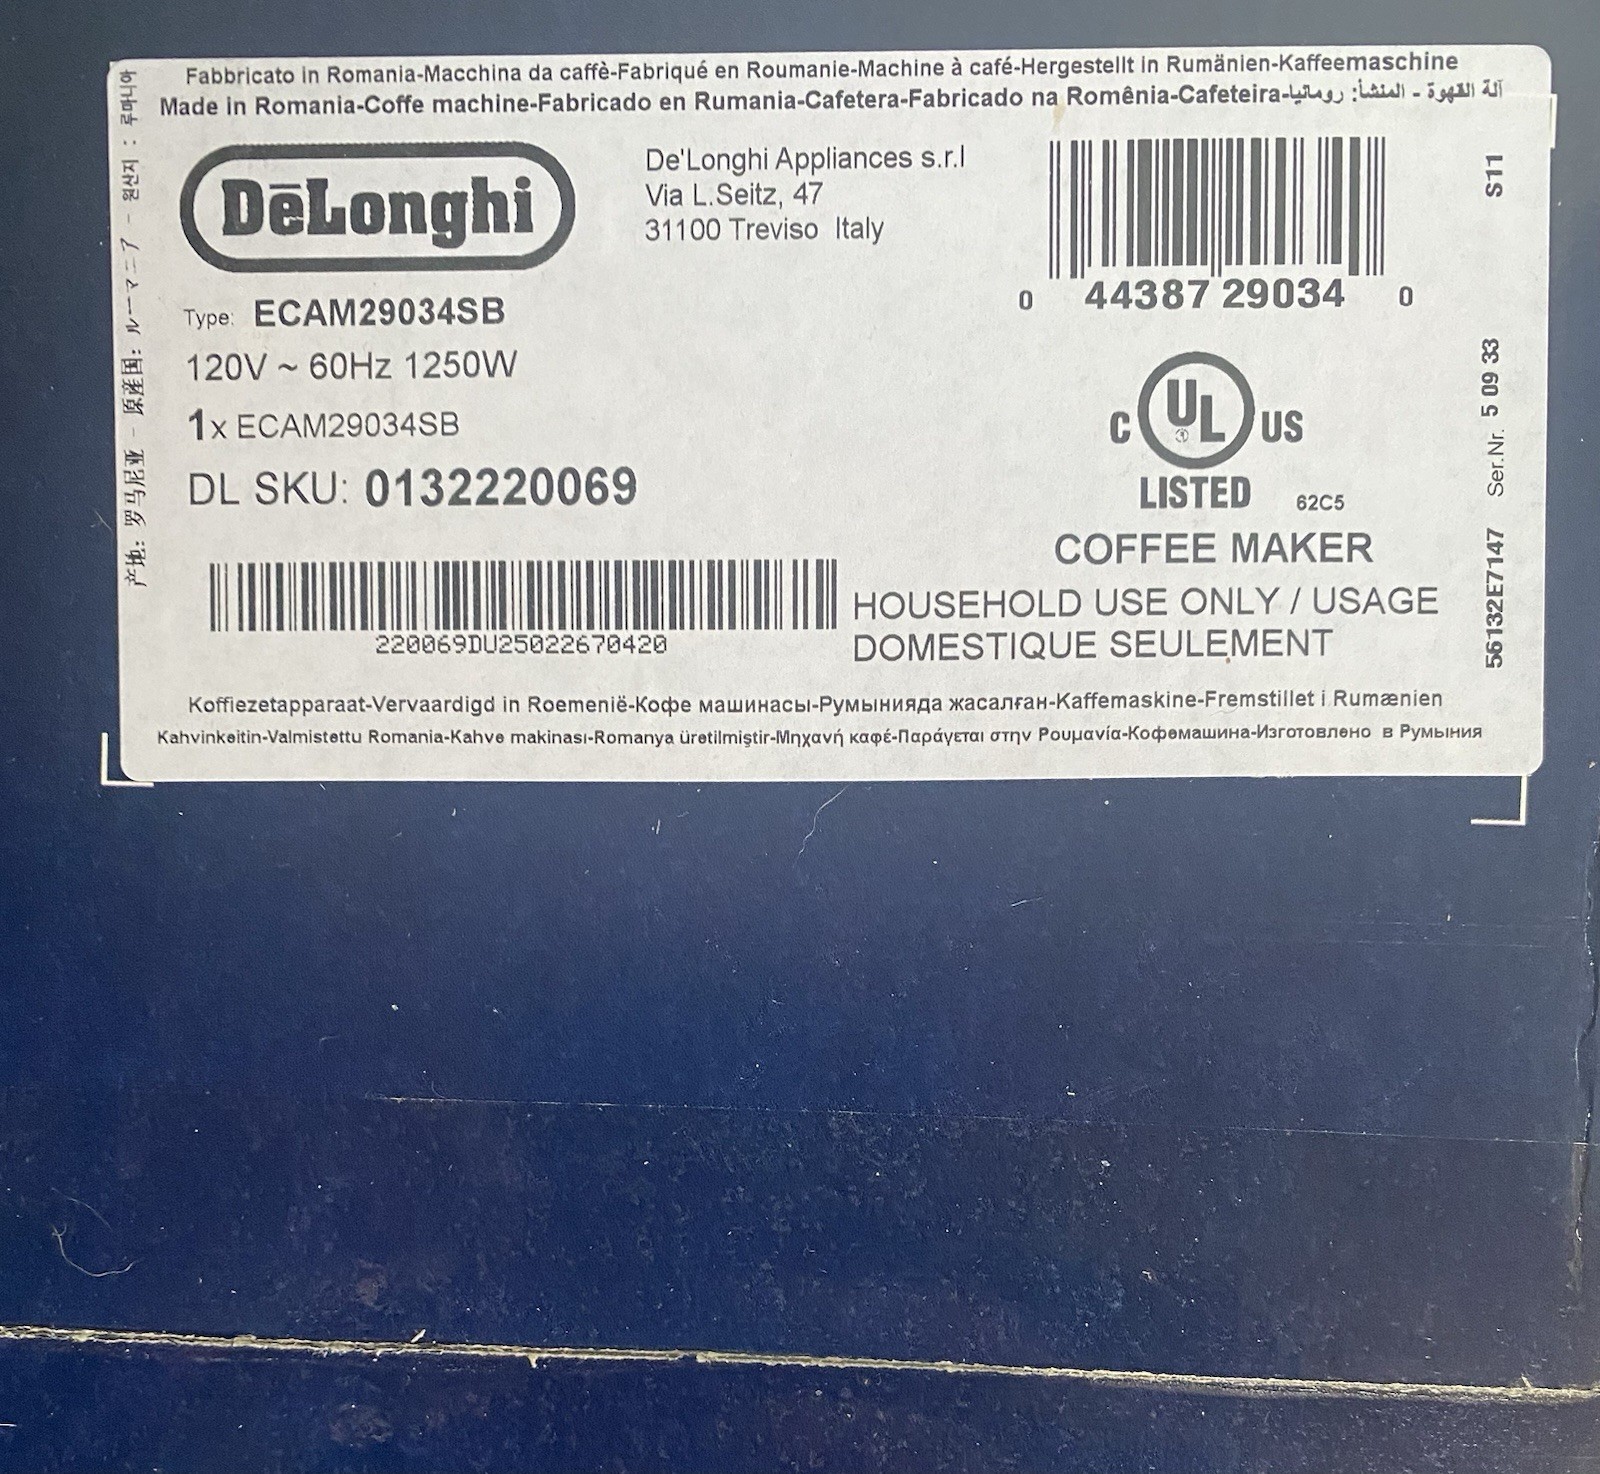 Fabbricato in Romania-Macchina da caffè-Fabriqué en Roumanie-Machine à café-Hergestellt in Rumänien-Kaffeemaschine
Made in Romania-Coffe machine-Fabricado en Rumania-Cafetera-Fabricado na Romênia-Cafeteira-آلة القهوة - المنشأ: رومانيا
产地: 罗马尼亚 - 原産国: ルーマニア - 원산지 : 루마니아
DēLonghi
De'Longhi Appliances s.r.l
Via L.Seitz, 47
31100 Treviso Italy
0 44387 29034 0
S11
Type: ECAM29034SB
120V ~ 60Hz 1250W
1x ECAM29034SB
DL SKU: 0132220069
220069DU25022670420
C UL US
LISTED 62C5
COFFEE MAKER
HOUSEHOLD USE ONLY / USAGE
DOMESTIQUE SEULEMENT
56132E7147 Ser.Nr. 5 09 33
Koffiezetapparaat-Vervaardigd in Roemenië-Кофе машинасы-Румынияда жасалған-Kaffemaskine-Fremstillet i Rumænien
Kahvinkeitin-Valmistettu Romania-Kahve makinası-Romanya üretilmiştir-Μηχανή καφέ-Παράγεται στην Ρουμανία-Кофемашина-Изготовлено в Румыния